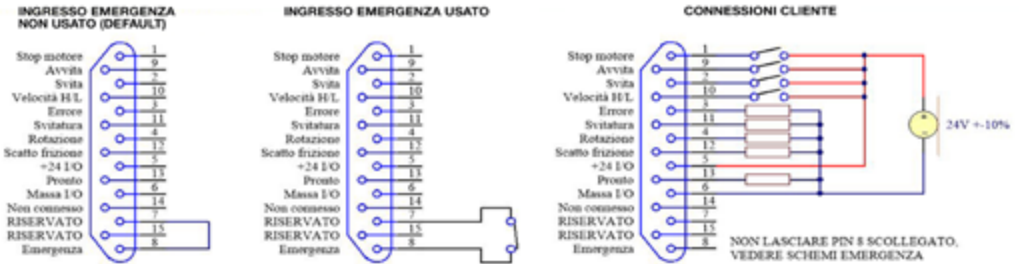 INGRESSO EMERGENZA
NON USATO (DEFAULT)
Stop motore 1
Avvita 9
Svita 2
Velocità H/L 10
Errore 3
Svitatura 11
Rotazione 4
Scatto frizione 12
+24 I/O 5
Pronto 13
Massa I/O 6
Non connesso 14
RISERVATO 7
RISERVATO 15
Emergenza 8
INGRESSO EMERGENZA USATO
Stop motore 1
Avvita 9
Svita 2
Velocità H/L 10
Errore 3
Svitatura 11
Rotazione 4
Scatto frizione 12
+24 I/O 5
Pronto 13
Massa I/O 6
Non connesso 14
RISERVATO 7
RISERVATO 15
Emergenza 8
CONNESSIONI CLIENTE
Stop motore 1
Avvita 9
Svita 2
Velocità H/L 10
Errore 3
Svitatura 11
Rotazione 4
Scatto frizione 12
+24 I/O 5
Pronto 13
Massa I/O 6
Non connesso 14
RISERVATO 7
RISERVATO 15
Emergenza 8
24V +-10%
NON LASCIARE PIN 8 SCOLLEGATO,
VEDERE SCHEMI EMERGENZA